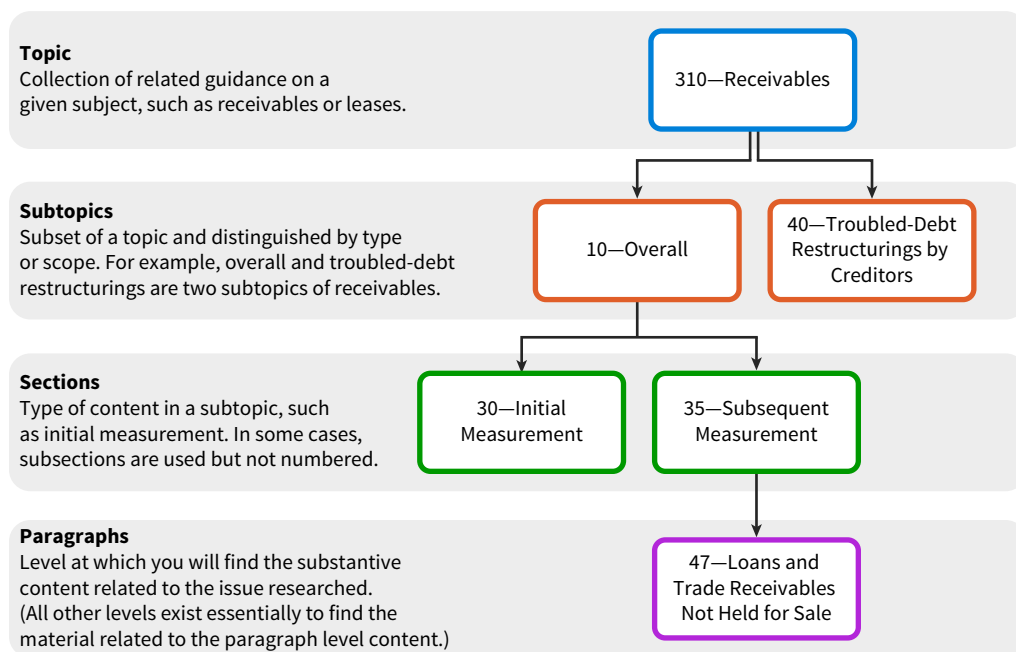 Topic
Collection of related guidance on a
given subject, such as receivables or leases.
310—Receivables
Subtopics
Subset of a topic and distinguished by type
or scope. For example, overall and troubled-debt
restructurings are two subtopics of receivables.
10—Overall
40—Troubled-Debt
Restructurings by
Creditors
Sections
Type of content in a subtopic, such
as initial measurement. In some cases,
subsections are used but not numbered.
30—Initial
Measurement
35—Subsequent
Measurement
Paragraphs
Level at which you will find the substantive
content related to the issue researched.
(All other levels exist essentially to find the
material related to the paragraph level content.)
47—Loans and
Trade Receivables
Not Held for Sale